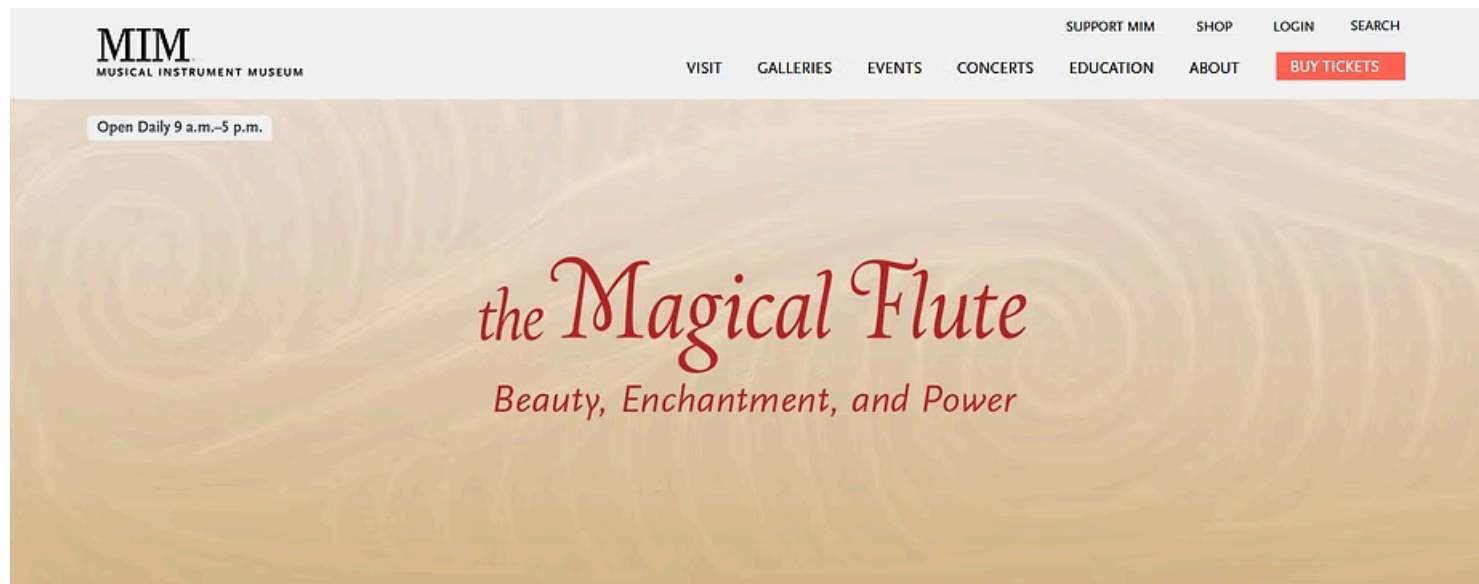 MIM
MUSICAL INSTRUMENT MUSEUM
SUPPORT MIM SHOP LOGIN SEARCH
VISIT GALLERIES EVENTS CONCERTS EDUCATION ABOUT BUY TICKETS
Open Daily 9 a.m.–5 p.m.
the Magical Flute
Beauty, Enchantment, and Power